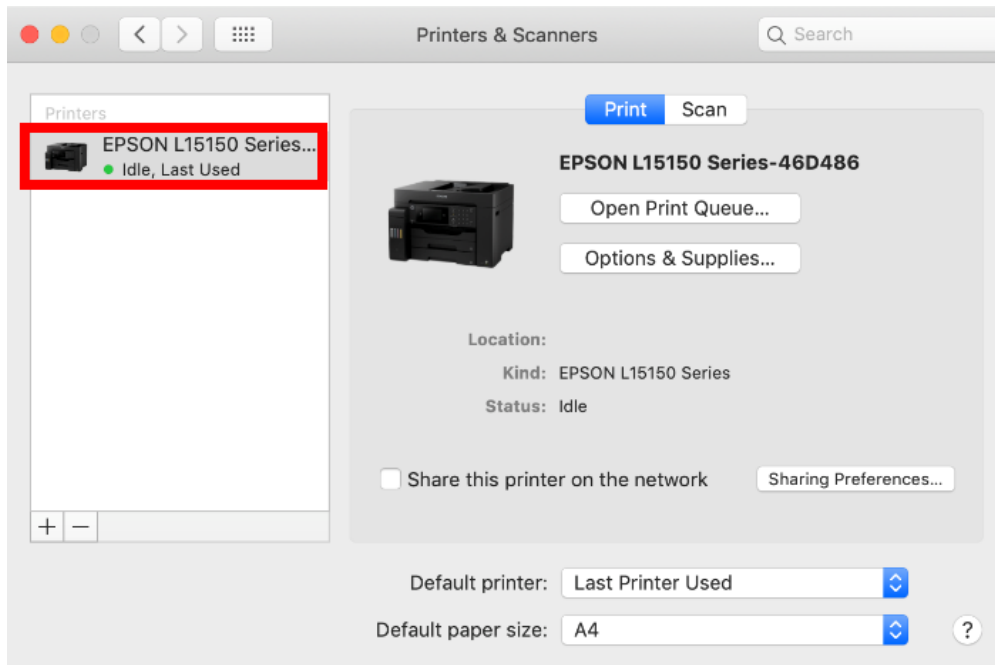 Printers & Scanners
Search
Printers
EPSON L15150 Series...
Idle, Last Used
Print Scan
EPSON L15150 Series-46D486
Open Print Queue...
Options & Supplies...
Location:
Kind: EPSON L15150 Series
Status: Idle
Share this printer on the network
Sharing Preferences...
+ −
Default printer: Last Printer Used
Default paper size: A4
?